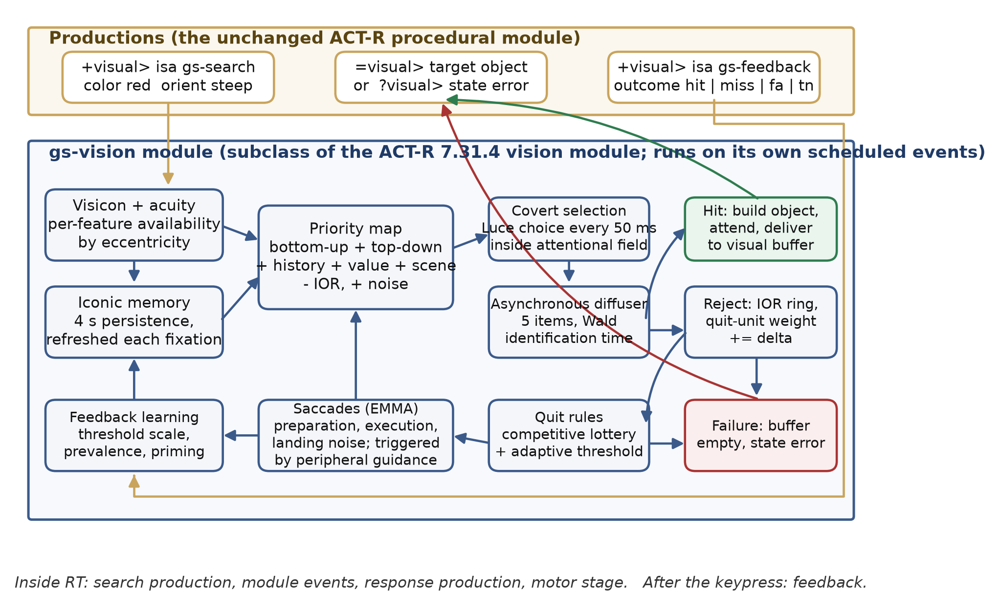 Productions (the unchanged ACT-R procedural module)
+visual> isa gs-search
color red  orient steep
=visual> target object
or  ?visual> state error
+visual> isa gs-feedback
outcome hit | miss | fa | tn
gs-vision module (subclass of the ACT-R 7.31.4 vision module; runs on its own scheduled events)
Visicon + acuity
per-feature availability
by eccentricity
Priority map
bottom-up + top-down
+ history + value + scene
- IOR, + noise
Covert selection
Luce choice every 50 ms
inside attentional field
Hit: build object,
attend, deliver
to visual buffer
Iconic memory
4 s persistence,
refreshed each fixation
Asynchronous diffuser
5 items, Wald
identification time
Reject: IOR ring,
quit-unit weight
+= delta
Feedback learning
threshold scale,
prevalence, priming
Saccades (EMMA)
preparation, execution,
landing noise; triggered
by peripheral guidance
Quit rules
competitive lottery
+ adaptive threshold
Failure: buffer
empty, state error
Inside RT: search production, module events, response production, motor stage.   After the keypress: feedback.